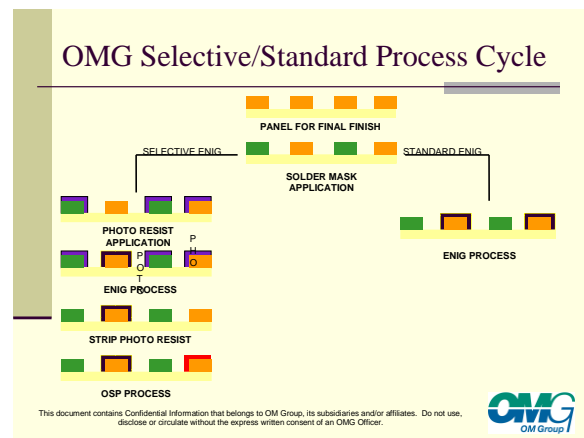 OMG Selective/Standard Process Cycle
PANEL FOR FINAL FINISH
SELECTIVE ENIG
STANDARD ENIG
SOLDER MASK
APPLICATION
PHOTO RESIST
APPLICATION
P
H
O
P
O
T
ENIG PROCESS
ENIG PROCESS
STRIP PHOTO RESIST
OSP PROCESS
This document contains Confidential Information that belongs to OM Group, its subsidiaries and/or affiliates. Do not use,
disclose or circulate without the express written consent of an OMG Officer.
OMG
OM Group